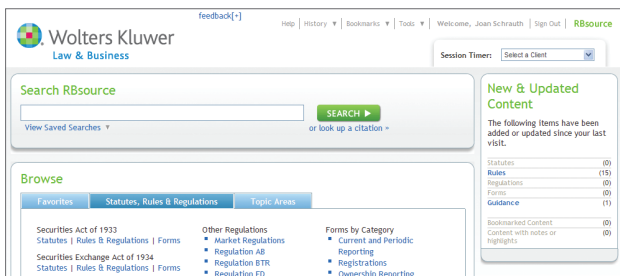 feedback[+]
Help | History ▼ | Bookmarks ▼ | Tools ▼ | Welcome, Joan Schrauth | Sign Out | RBsource
Wolters Kluwer
Law & Business
Session Timer: Select a Client
Search RBsource
SEARCH ▶
View Saved Searches ▼
or look up a citation »
New & Updated
Content
The following items have been
added or updated since your last
visit.
Statutes (0)
Rules (15)
Regulations (0)
Forms (0)
Guidance (1)
Bookmarked Content (0)
Content with notes or (0)
highlights
Browse
Favorites Statutes, Rules & Regulations Topic Areas
Securities Act of 1933
Statutes | Rules & Regulations | Forms
Securities Exchange Act of 1934
Statutes | Rules & Regulations | Forms
Other Regulations
Market Regulations
Regulation AB
Regulation BTR
Regulation FD
Forms by Category
Current and Periodic
Reporting
Registrations
Ownership Reporting